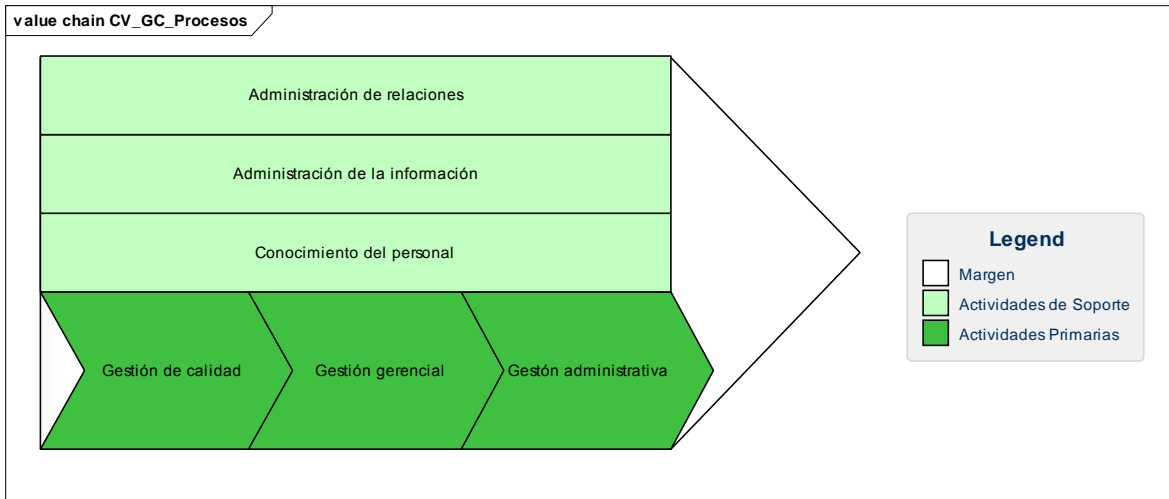 value chain CV_GC_Procesos
Administración de relaciones
Administración de la información
Conocimiento del personal
Gestión de calidad
Gestión gerencial
Gestón administrativa
Legend
Margen
Actividades de Soporte
Actividades Primarias